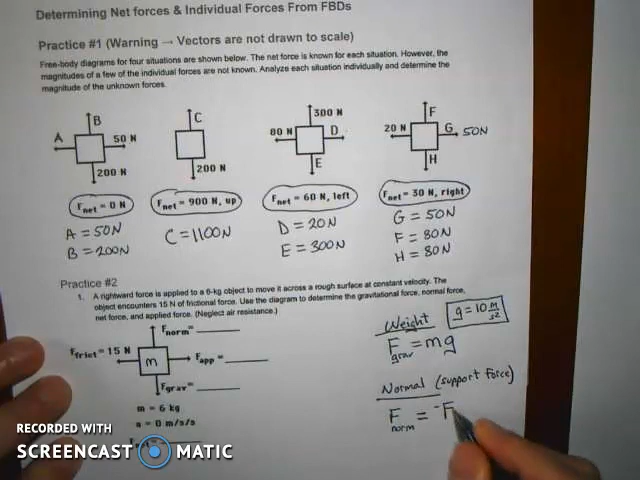 Determining Net forces & Individual Forces From FBDs
Practice #1 (Warning → Vectors are not drawn to scale)
Free-body diagrams for four situations are shown below. The net force is known for each situation. However, the
magnitudes of a few of the individual forces are not known. Analyze each situation individually and determine the
magnitude of the unknown forces.
A B 50 N 200 N
C 200 N
80 N 300 N D E
20 N F G 50N H
Fnet = 0 N
Fnet = 900 N, up
Fnet = 60 N, left
Fnet = 30 N, right
A = 50N
B = 200N
C = 1100N
D = 20N
E = 300N
G = 50N
F = 80N
H = 80N
Practice #2
1. A rightward force is applied to a 6-kg object to move it across a rough surface at constant velocity. The
object encounters 15 N of frictional force. Use the diagram to determine the gravitational force, normal force,
net force, and applied force. (Neglect air resistance.)
Fnorm=
Ffrict= 15 N
m
Fapp =
Fgrav=
m = 6 kg
a = 0 m/s/s
Weight
g = 10 m/s²
Fgrav = mg
Normal (support force)
Fnorm = -F
RECORDED WITH
SCREENCAST MATIC